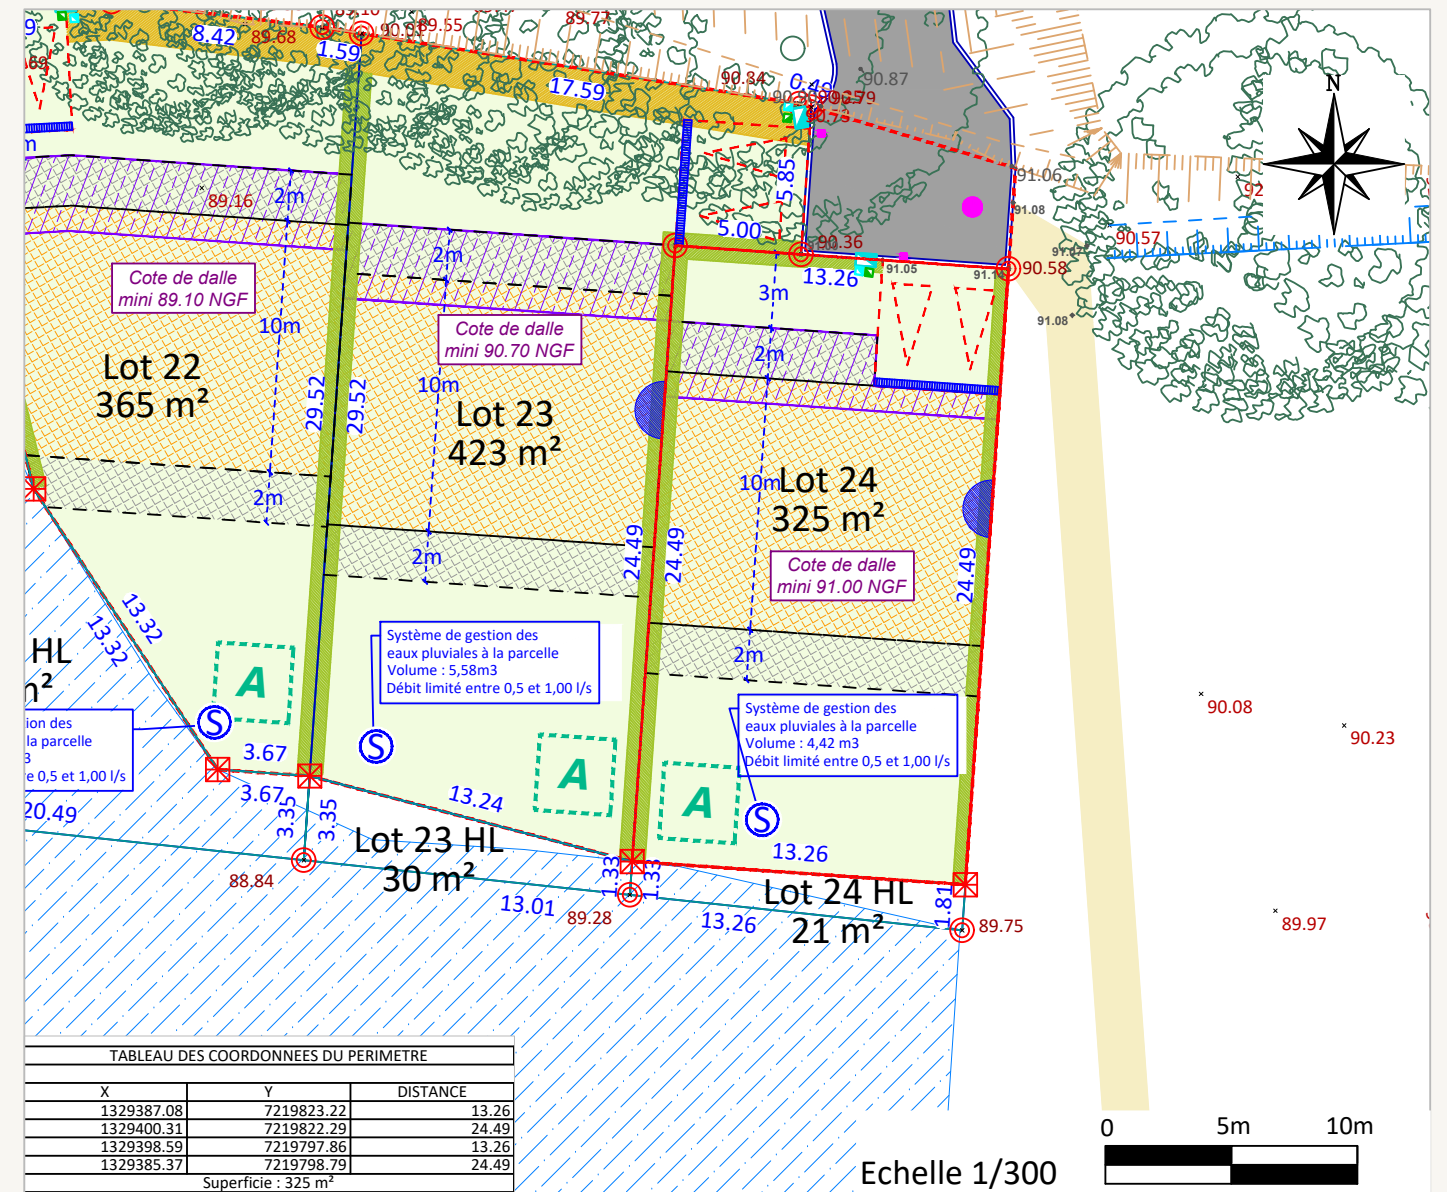 8.42
89.68
1.59
89.55
89.77
17.59
90.84
90.87
N
2m
89.16
2m
5.85
5.00
90.36
91.05
13.26
91.06
91.08
90.58
91.08
90.57
92
Cote de dalle
mini 89.10 NGF
10m
Lot 22
365 m²
29.52
29.52
2m
Cote de dalle
mini 90.70 NGF
10m
Lot 23
423 m²
2m
3m
2m
10m
Lot 24
325 m²
Cote de dalle
mini 91.00 NGF
24.49
24.49
24.49
2m
13.32
13.32
HL
A
Système de gestion des
eaux pluviales à la parcelle
Volume : 5,58m3
Débit limité entre 0,5 et 1,00 l/s
S
S
Système de gestion des
eaux pluviales à la parcelle
Volume : 4,42 m3
Débit limité entre 0,5 et 1,00 l/s
ion des
la parcelle
3
e 0,5 et 1,00 l/s
3.67
3.67
20.49
3.35
3.35
13.24
A
A
S
13.26
Lot 23 HL
30 m²
88.84
13.01
89.28
1.33
1.33
13.26
Lot 24 HL
21 m²
1.81
89.75
90.08
90.23
89.97
TABLEAU DES COORDONNEES DU PERIMETRE
X Y DISTANCE
1329387.08 7219823.22 13.26
1329400.31 7219822.29 24.49
1329398.59 7219797.86 13.26
1329385.37 7219798.79 24.49
Superficie : 325 m²
Echelle 1/300
0 5m 10m